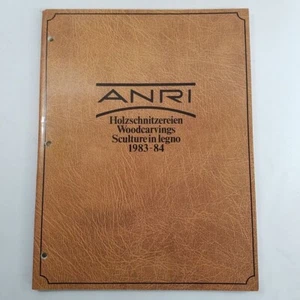 ANRI
Holzschnitzereien
Woodcarvings
Sculture in legno
1983-84